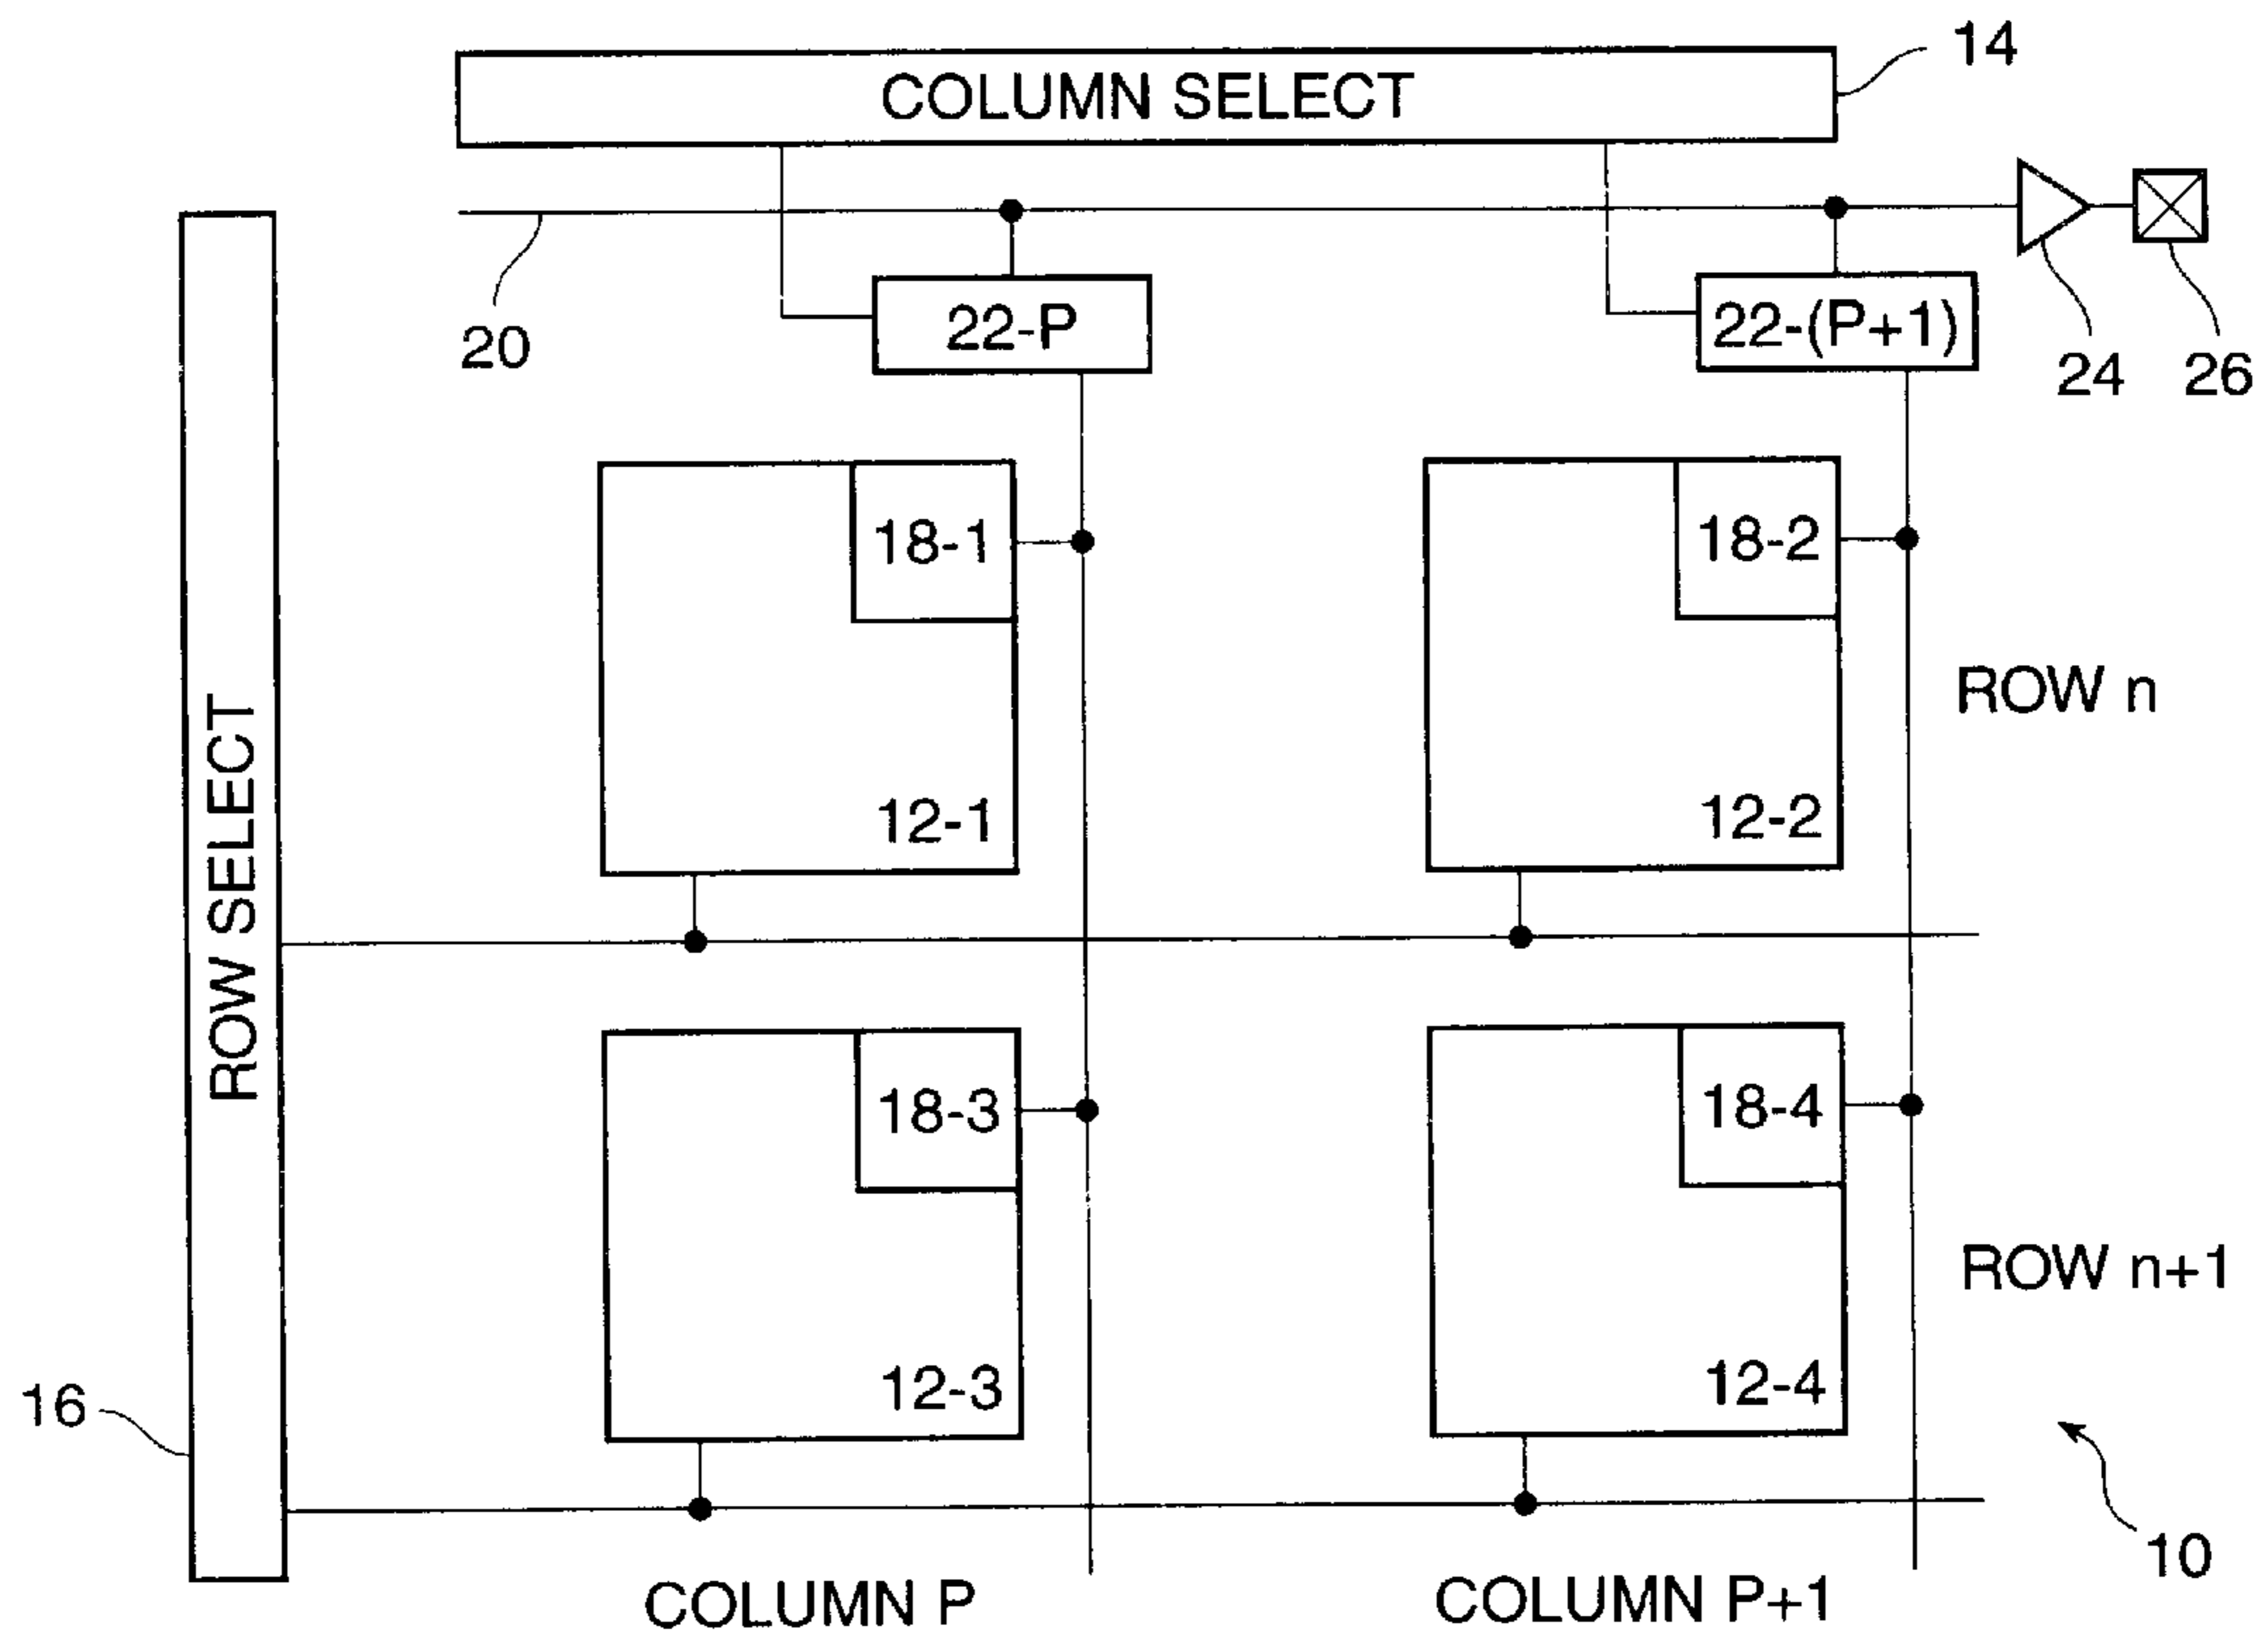 COLUMN SELECT
14
20
22-P
22-(P+1)
24
26
18-1
18-2
ROW n
12-1
12-2
ROW SELECT
18-3
18-4
ROW n+1
12-3
12-4
16
10
COLUMN P
COLUMN P+1